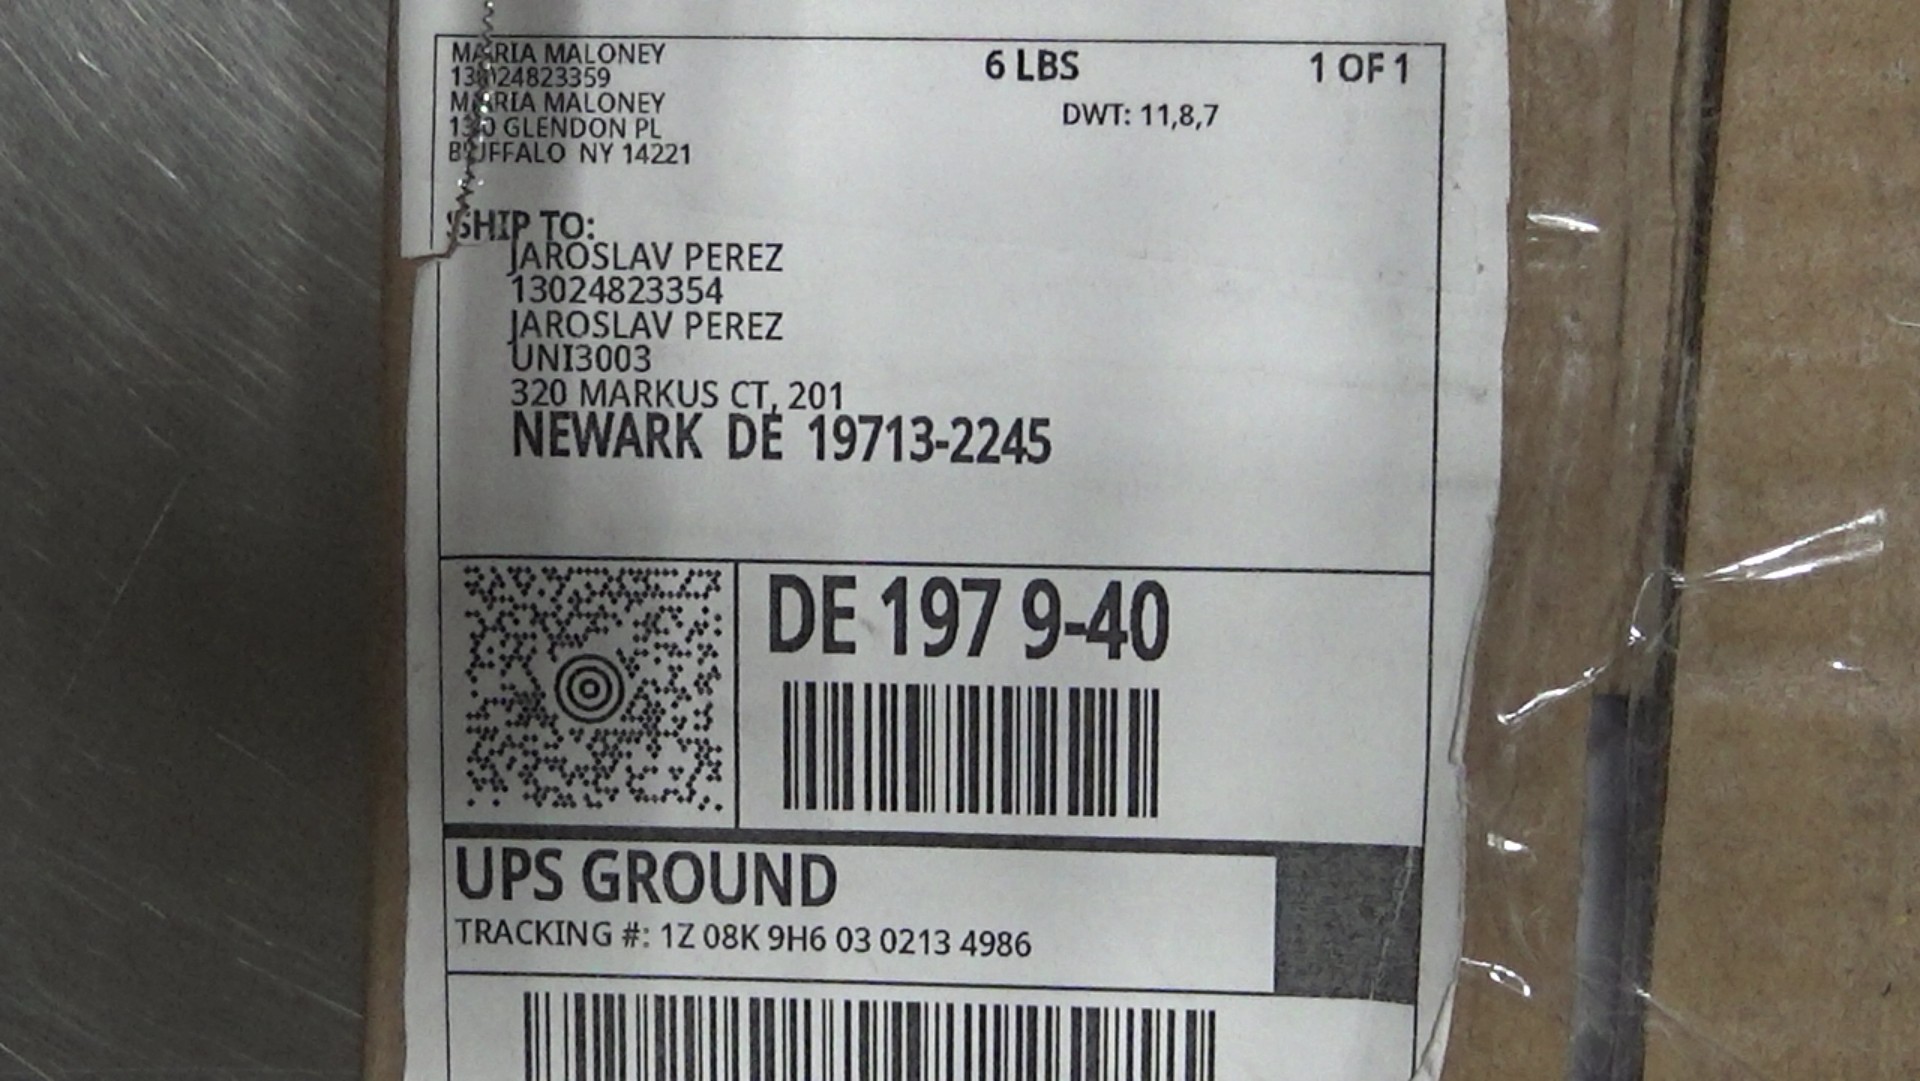 MARIA MALONEY
13024823359
MARIA MALONEY
130 GLENDON PL
BUFFALO NY 14221
6 LBS
1 OF 1
DWT: 11,8,7
SHIP TO:
JAROSLAV PEREZ
13024823354
JAROSLAV PEREZ
UNI3003
320 MARKUS CT, 201
NEWARK DE 19713-2245
DE 197 9-40
UPS GROUND
TRACKING #: 1Z 08K 9H6 03 0213 4986